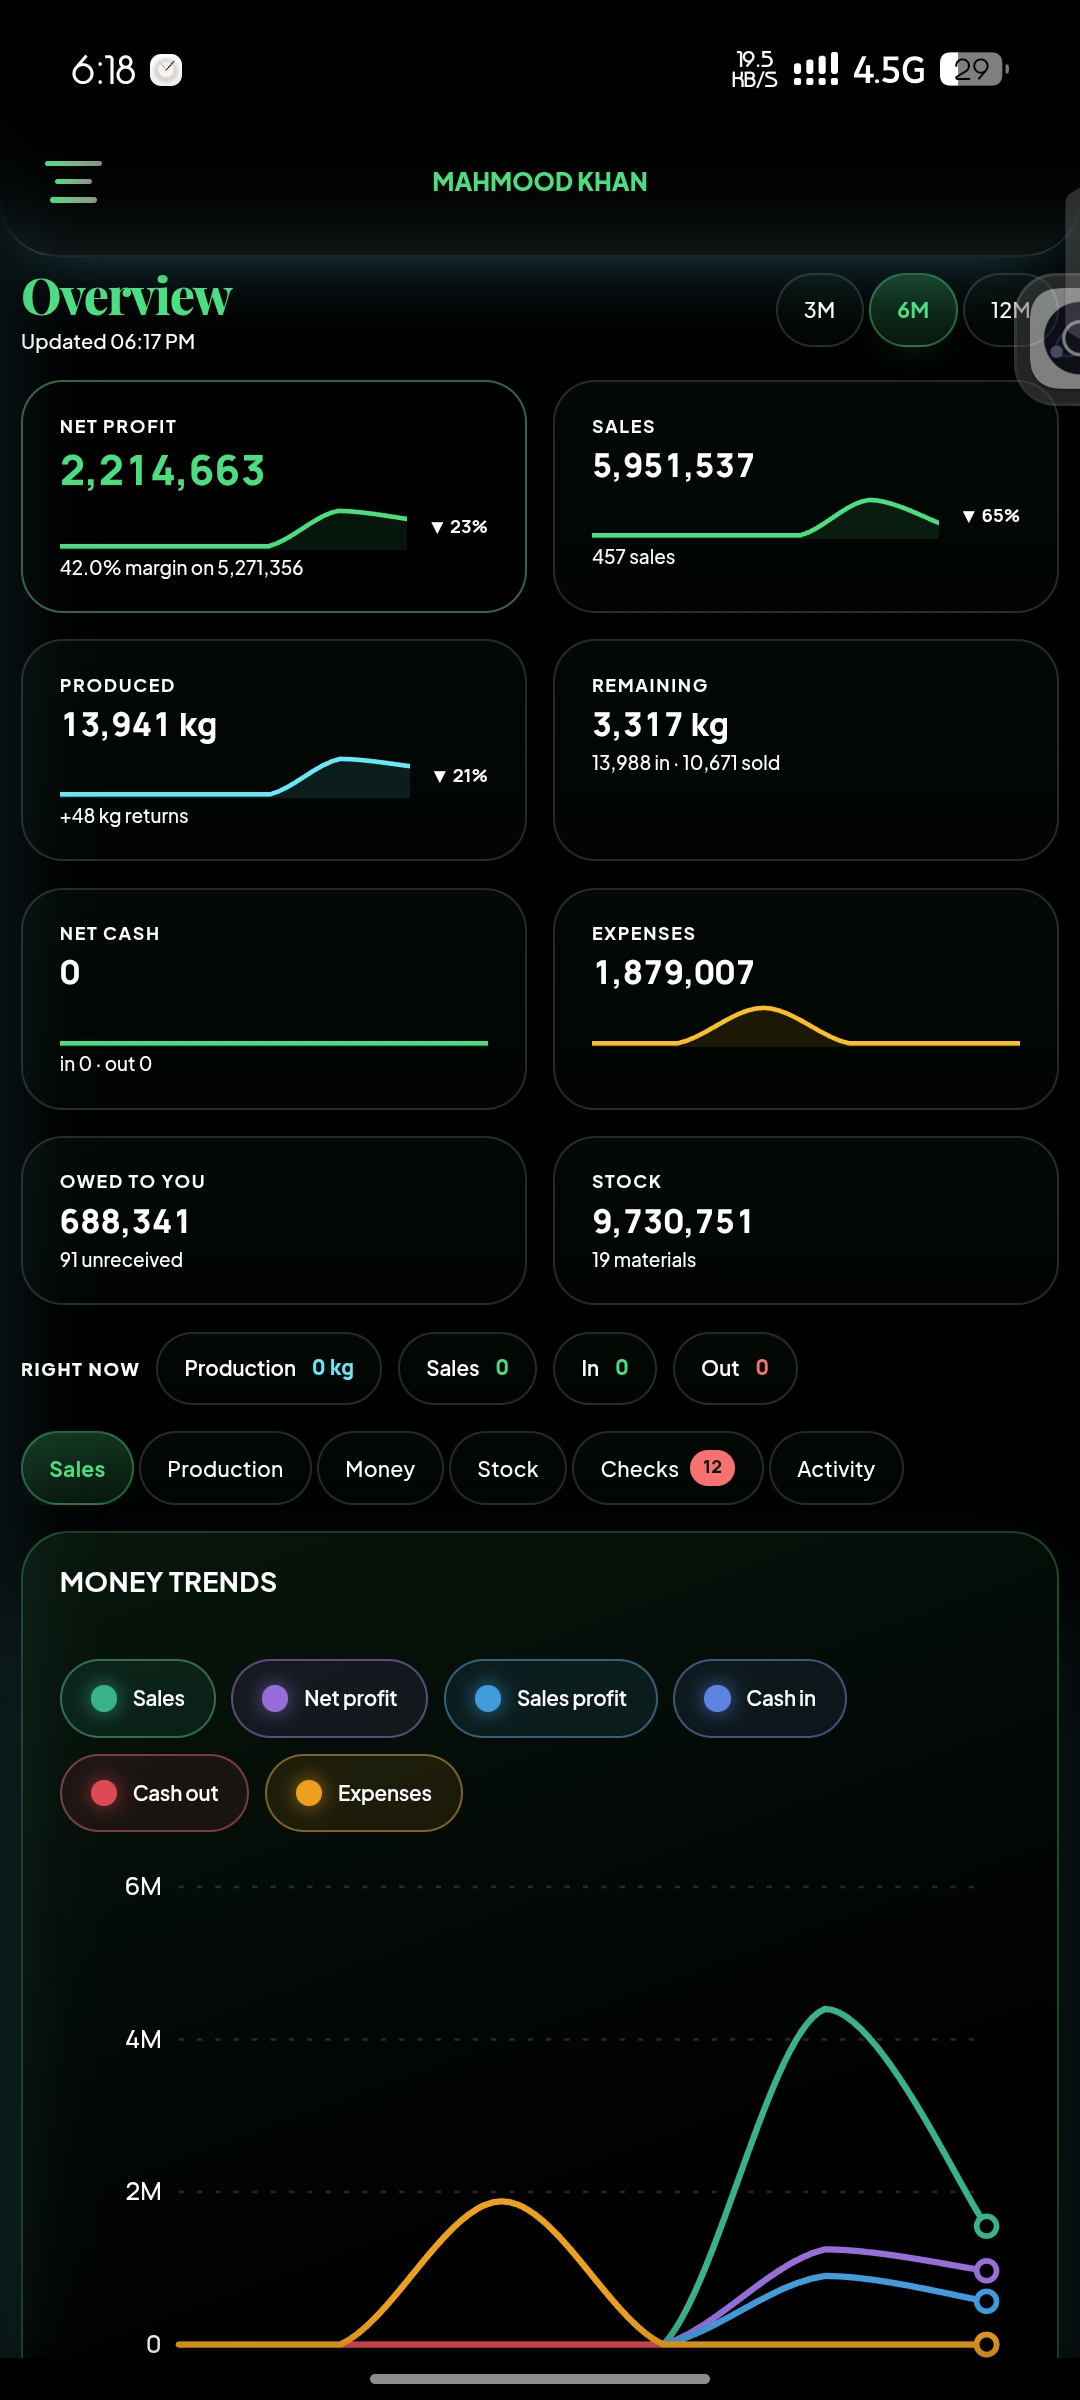 6:18
19.5 KB/S 4.5G 29
MAHMOOD KHAN
Overview
Updated 06:17 PM
3M 6M 12M
NET PROFIT
2,214,663
▼ 23%
42.0% margin on 5,271,356
SALES
5,951,537
▼ 65%
457 sales
PRODUCED
13,941 kg
▼ 21%
+48 kg returns
REMAINING
3,317 kg
13,988 in · 10,671 sold
NET CASH
0
in 0 · out 0
EXPENSES
1,879,007
OWED TO YOU
688,341
91 unreceived
STOCK
9,730,751
19 materials
RIGHT NOW Production 0 kg Sales 0 In 0 Out 0
Sales Production Money Stock Checks 12 Activity
MONEY TRENDS
Sales Net profit Sales profit Cash in
Cash out Expenses
6M
4M
2M
0